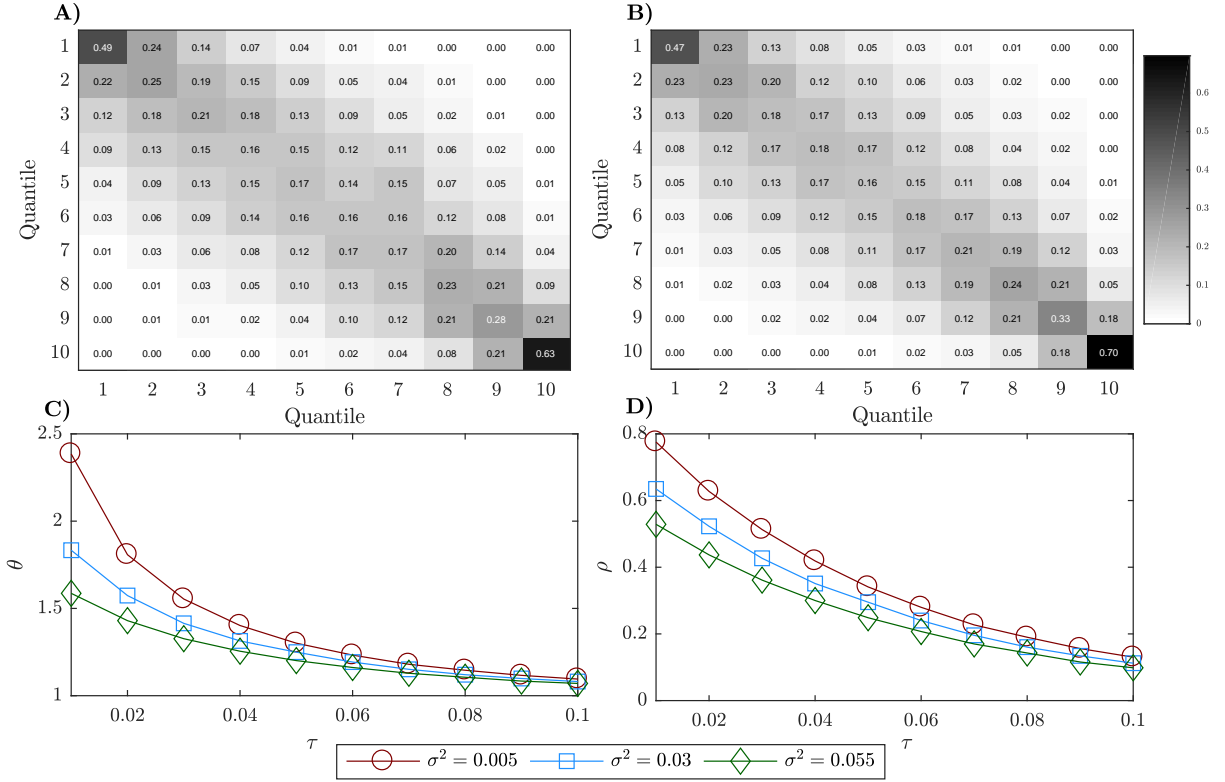 A)
B)
1 0.49 0.24 0.14 0.07 0.04 0.01 0.01 0.00 0.00 0.00
2 0.22 0.25 0.19 0.15 0.09 0.05 0.04 0.01 0.00 0.00
3 0.12 0.18 0.21 0.18 0.13 0.09 0.05 0.02 0.01 0.00
4 0.09 0.13 0.15 0.16 0.15 0.12 0.11 0.06 0.02 0.00
5 0.04 0.09 0.13 0.15 0.17 0.14 0.15 0.07 0.05 0.01
6 0.03 0.06 0.09 0.14 0.16 0.16 0.16 0.12 0.08 0.01
7 0.01 0.03 0.06 0.08 0.12 0.17 0.17 0.20 0.14 0.04
8 0.00 0.01 0.03 0.05 0.10 0.13 0.15 0.23 0.21 0.09
9 0.00 0.01 0.01 0.02 0.04 0.10 0.12 0.21 0.28 0.21
10 0.00 0.00 0.00 0.00 0.01 0.02 0.04 0.08 0.21 0.63
1 2 3 4 5 6 7 8 9 10
Quantile
Quantile
1 0.47 0.23 0.13 0.08 0.05 0.03 0.01 0.01 0.00 0.00
2 0.23 0.23 0.20 0.12 0.10 0.06 0.03 0.02 0.00 0.00
3 0.13 0.20 0.18 0.17 0.13 0.09 0.05 0.03 0.02 0.00
4 0.08 0.12 0.17 0.18 0.17 0.12 0.08 0.04 0.02 0.00
5 0.05 0.10 0.13 0.17 0.16 0.15 0.11 0.08 0.04 0.01
6 0.03 0.06 0.09 0.12 0.15 0.18 0.17 0.13 0.07 0.02
7 0.01 0.03 0.05 0.08 0.11 0.17 0.21 0.19 0.12 0.03
8 0.01 0.02 0.03 0.04 0.08 0.13 0.19 0.24 0.21 0.05
9 0.00 0.00 0.02 0.02 0.04 0.07 0.12 0.21 0.33 0.18
10 0.00 0.00 0.00 0.00 0.01 0.02 0.03 0.05 0.18 0.70
1 2 3 4 5 6 7 8 9 10
Quantile
Quantile
0.6
0.5
0.4
0.3
0.2
0.1
0
C)
2.5
2
1.5
1
θ
0.02 0.04 0.06 0.08 0.1
τ
D)
0.8
0.6
0.4
0.2
0
ρ
0.02 0.04 0.06 0.08 0.1
τ
σ² = 0.005 σ² = 0.03 σ² = 0.055